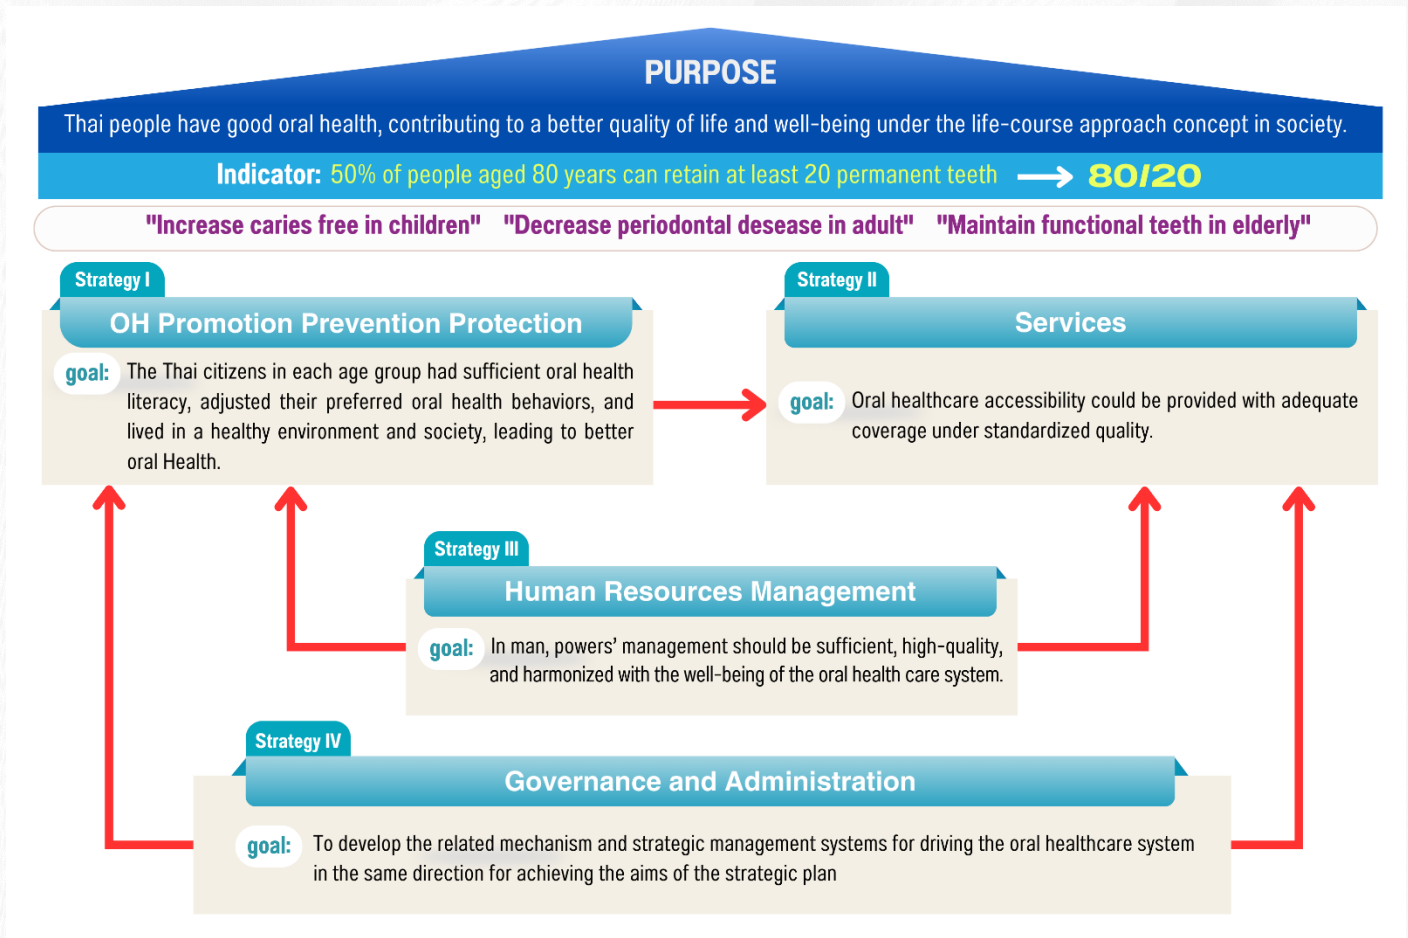 PURPOSE
Thai people have good oral health, contributing to a better quality of life and well-being under the life-course approach concept in society.
Indicator: 50% of people aged 80 years can retain at least 20 permanent teeth → 80/20
"Increase caries free in children" "Decrease periodontal desease in adult" "Maintain functional teeth in elderly"
Strategy I
OH Promotion Prevention Protection
goal: The Thai citizens in each age group had sufficient oral health
literacy, adjusted their preferred oral health behaviors, and
lived in a healthy environment and society, leading to better
oral Health.
Strategy II
Services
goal: Oral healthcare accessibility could be provided with adequate
coverage under standardized quality.
Strategy III
Human Resources Management
goal: In man, powers’ management should be sufficient, high-quality,
and harmonized with the well-being of the oral health care system.
Strategy IV
Governance and Administration
goal: To develop the related mechanism and strategic management systems for driving the oral healthcare system
in the same direction for achieving the aims of the strategic plan